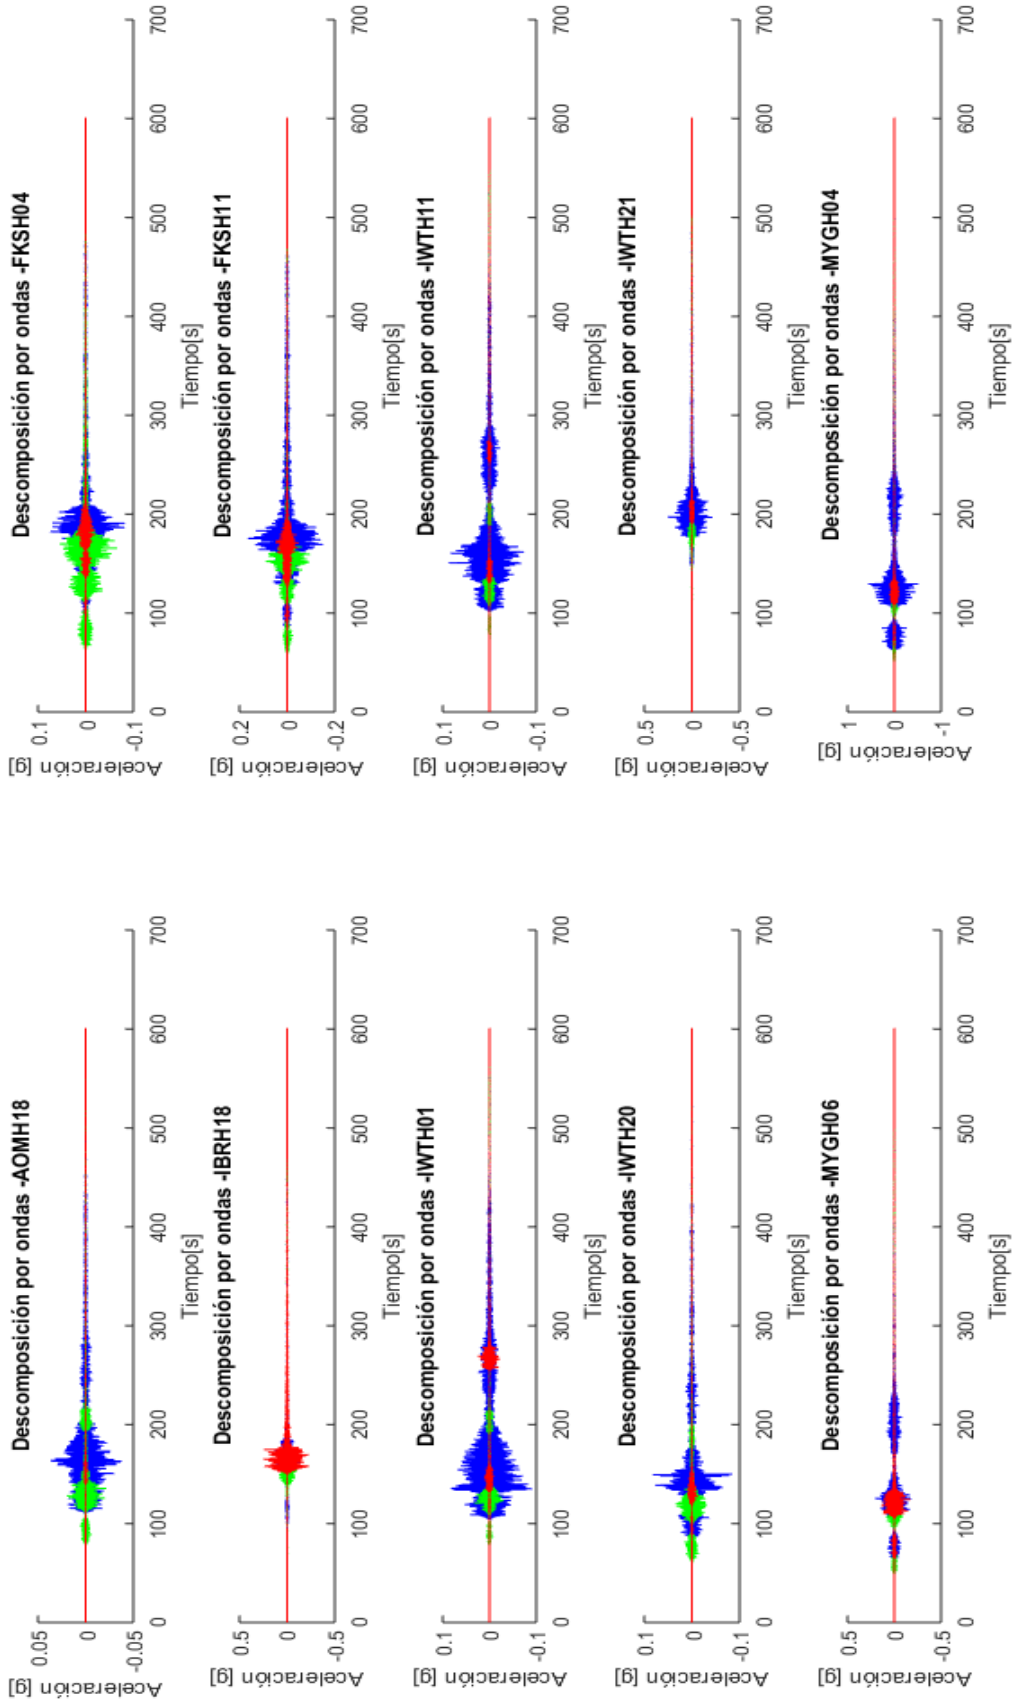 Descomposición por ondas -AOMH18
Aceleración [g]
0.05
0
-0.05
0 100 200 300 400 500 600 700
Tiempo[s]
Descomposición por ondas -FKSH04
Aceleración [g]
0.1
0
-0.1
0 100 200 300 400 500 600 700
Tiempo[s]
Descomposición por ondas -IBRH18
Aceleración [g]
0.5
0
-0.5
0 100 200 300 400 500 600 700
Tiempo[s]
Descomposición por ondas -FKSH11
Aceleración [g]
0.2
0
-0.2
0 100 200 300 400 500 600 700
Tiempo[s]
Descomposición por ondas -IWTH01
Aceleración [g]
0.1
0
-0.1
0 100 200 300 400 500 600 700
Tiempo[s]
Descomposición por ondas -IWTH11
Aceleración [g]
0.1
0
-0.1
0 100 200 300 400 500 600 700
Tiempo[s]
Descomposición por ondas -IWTH20
Aceleración [g]
0.1
0
-0.1
0 100 200 300 400 500 600 700
Tiempo[s]
Descomposición por ondas -IWTH21
Aceleración [g]
0.5
0
-0.5
0 100 200 300 400 500 600 700
Tiempo[s]
Descomposición por ondas -MYGH06
Aceleración [g]
0.5
0
-0.5
0 100 200 300 400 500 600 700
Tiempo[s]
Descomposición por ondas -MYGH04
Aceleración [g]
1
0
-1
0 100 200 300 400 500 600 700
Tiempo[s]